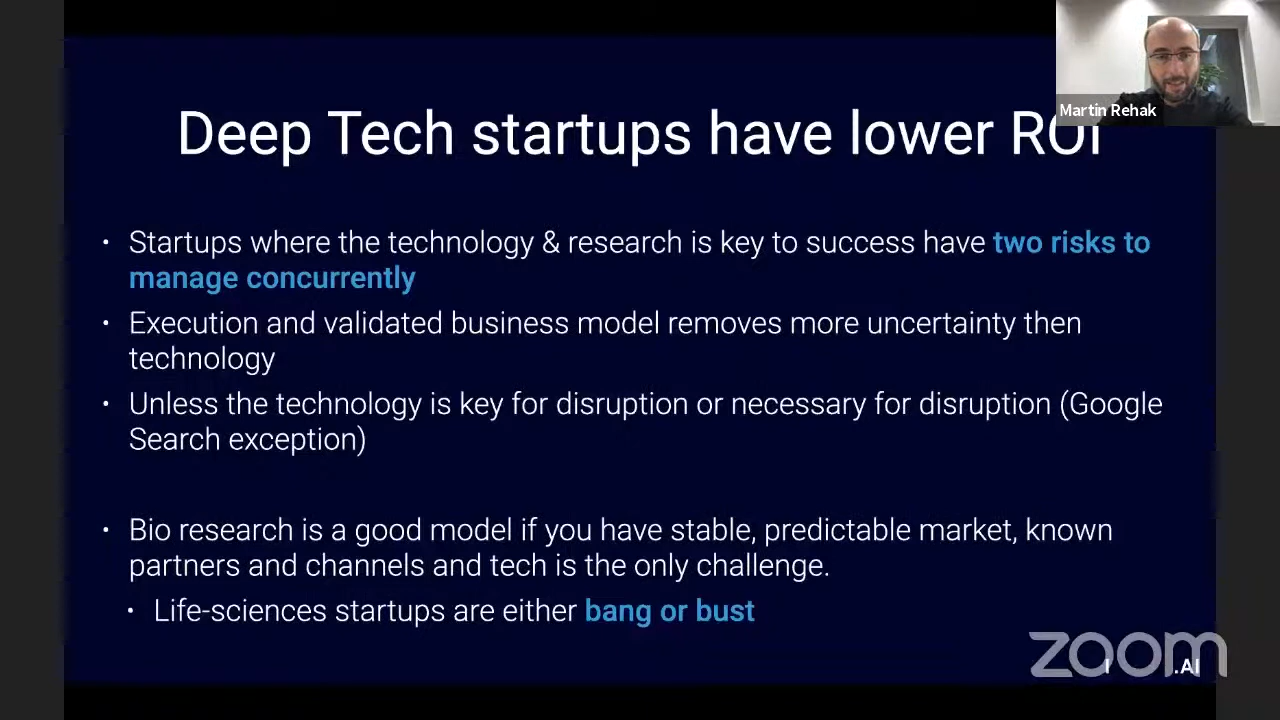 Martin Rehak
Deep Tech startups have lower ROI
• Startups where the technology & research is key to success have two risks to
manage concurrently
• Execution and validated business model removes more uncertainty then
technology
• Unless the technology is key for disruption or necessary for disruption (Google
Search exception)
• Bio research is a good model if you have stable, predictable market, known
partners and channels and tech is the only challenge.
• Life-sciences startups are either bang or bust
zoom
.AI